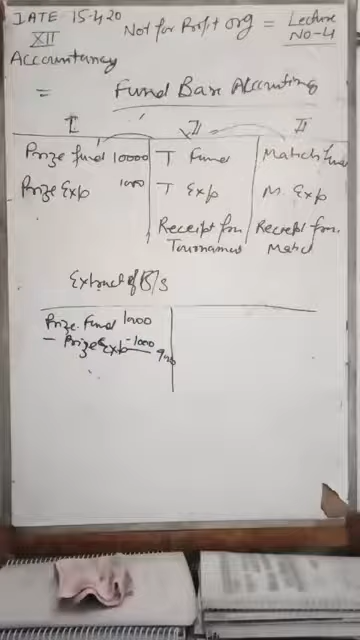 DATE 15-4-20
Not for Profit org = Lecture
NO-4
XII
Accountancy
= Fund Base Accounting
I II II
Prize fund 10000 T Fund Match fund
Prize Exp 1000 T Exp M. Exp
Receipt from Tournament Receipt from Match
Extract of B/s
Prize. Fund 10000
- Prize Exp -1000